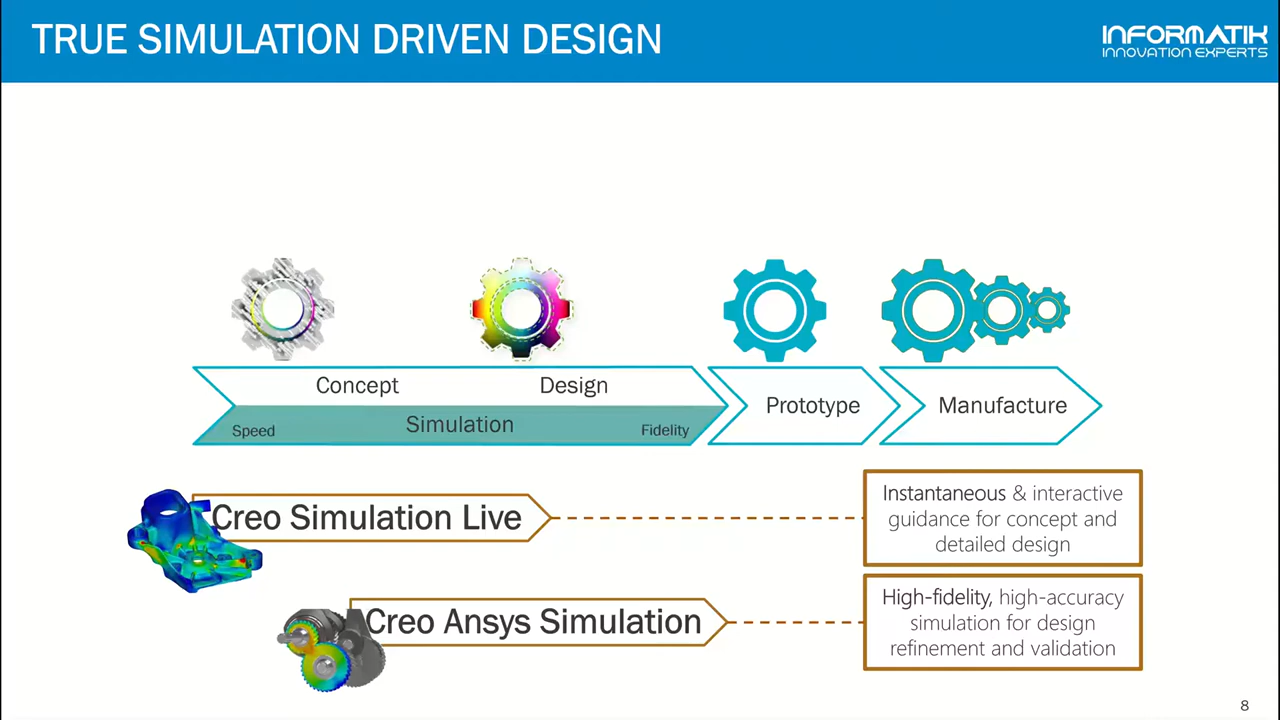 TRUE SIMULATION DRIVEN DESIGN
INFORMATIK
INNOVATION EXPERTS
Concept
Design
Simulation
Speed
Fidelity
Prototype
Manufacture
Creo Simulation Live
Instantaneous & interactive
guidance for concept and
detailed design
Creo Ansys Simulation
High-fidelity, high-accuracy
simulation for design
refinement and validation
8